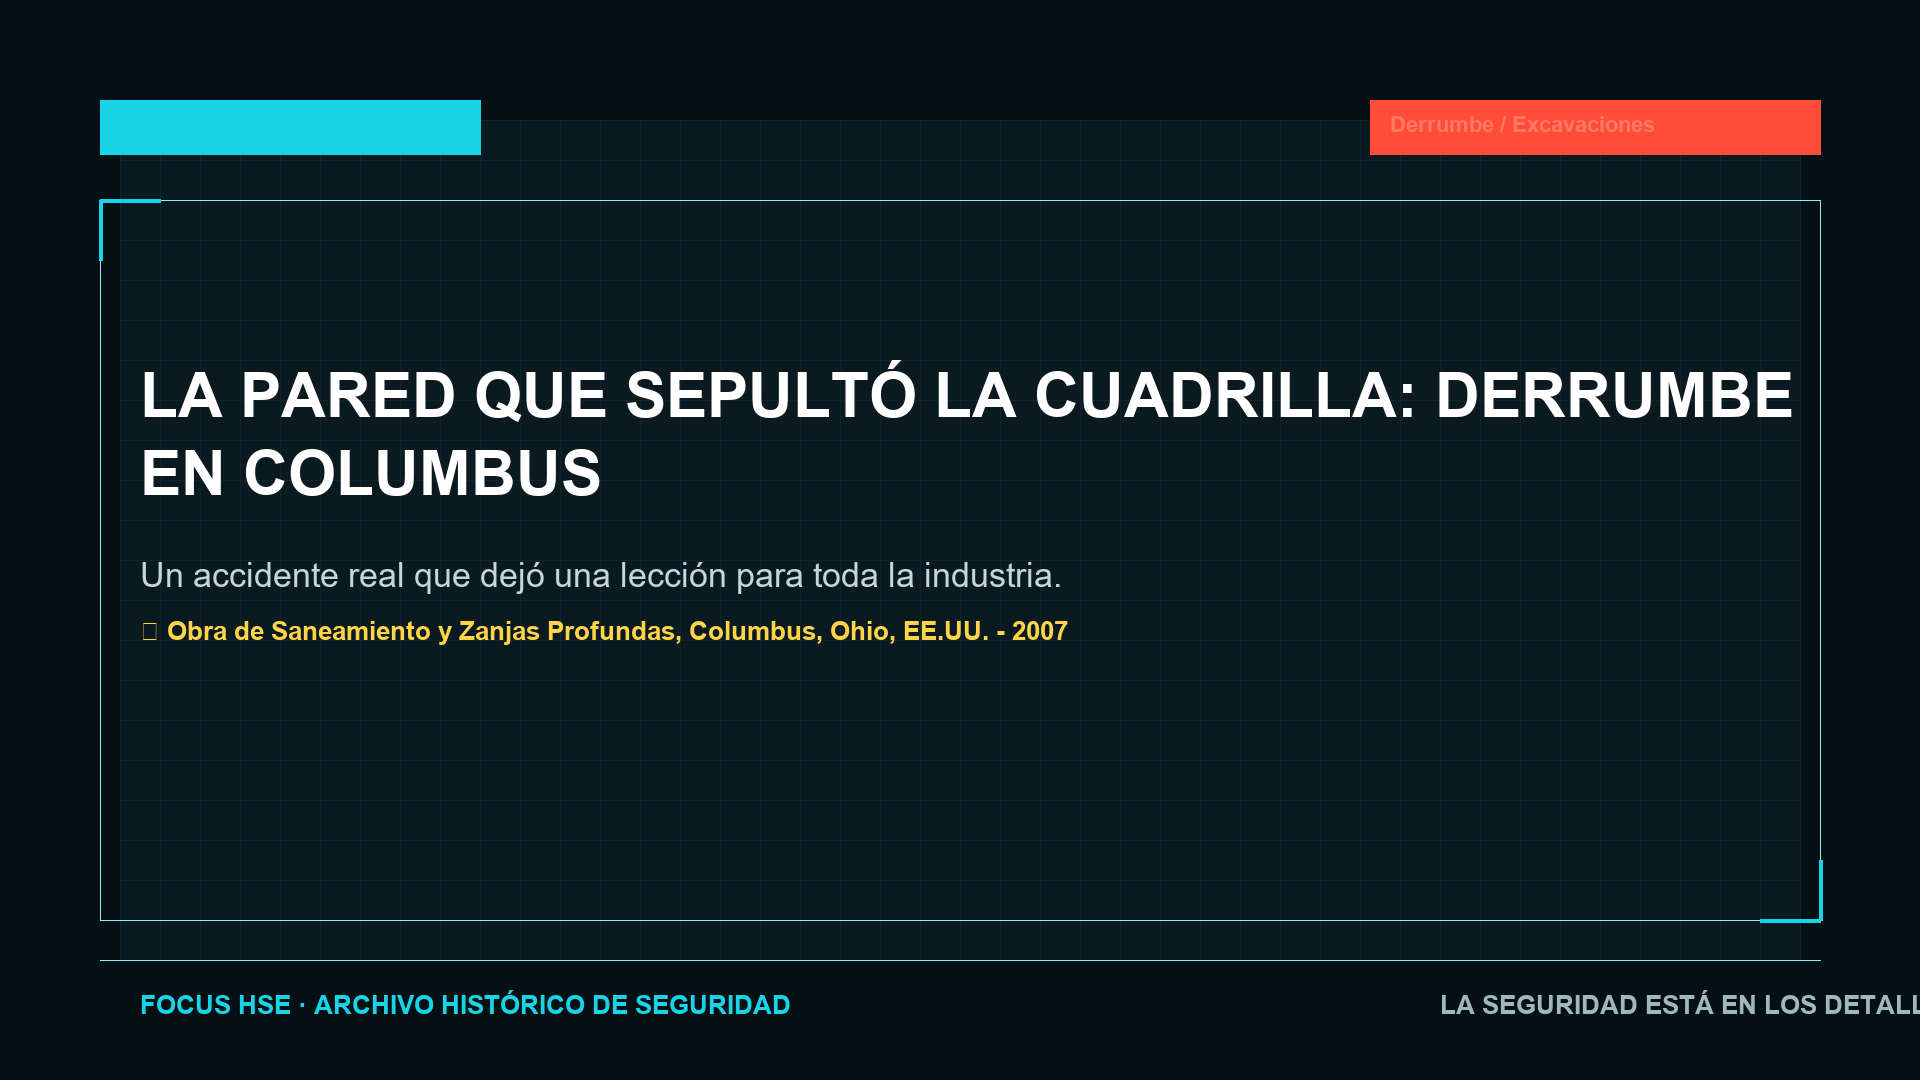 Derrumbe / Excavaciones
LA PARED QUE SEPULTÓ LA CUADRILLA: DERRUMBE
EN COLUMBUS
Un accidente real que dejó una lección para toda la industria.
Obra de Saneamiento y Zanjas Profundas, Columbus, Ohio, EE.UU. - 2007
FOCUS HSE · ARCHIVO HISTÓRICO DE SEGURIDAD
LA SEGURIDAD ESTÁ EN LOS DETALL